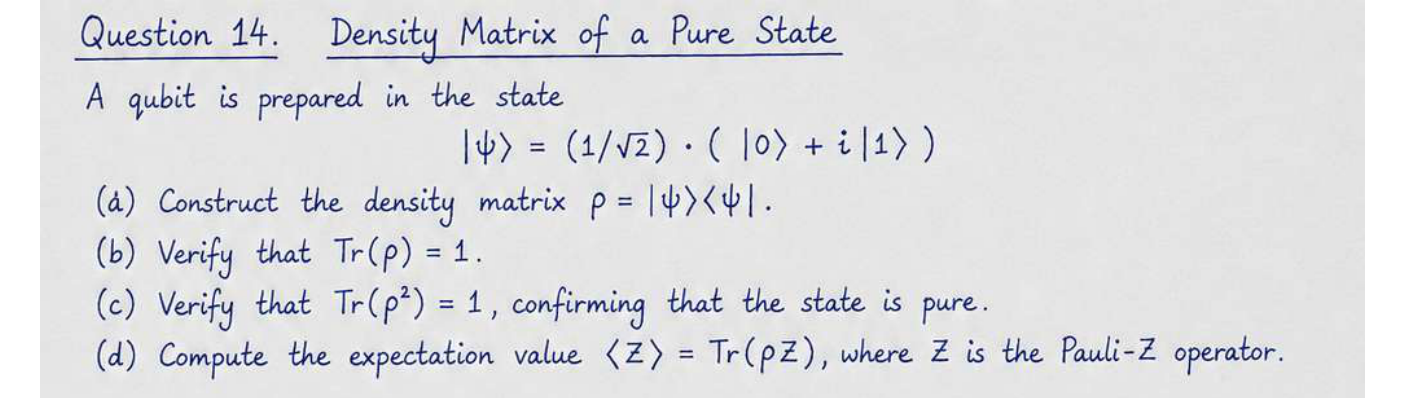 Question 14. Density Matrix of a Pure State
A qubit is prepared in the state
|ψ⟩ = (1/√2) · ( |0⟩ + i|1⟩ )
(a) Construct the density matrix ρ = |ψ⟩⟨ψ|.
(b) Verify that Tr(ρ) = 1.
(c) Verify that Tr(ρ²) = 1, confirming that the state is pure.
(d) Compute the expectation value ⟨Z⟩ = Tr(ρZ), where Z is the Pauli-Z operator.